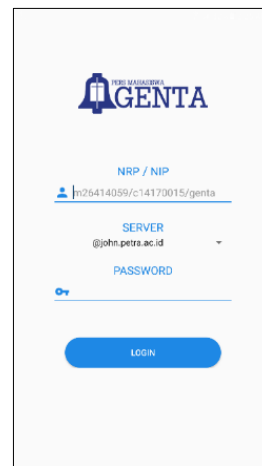 PERS MAHASISWA
GENTA
NRP / NIP
m26414059/c14170015/genta
SERVER
@john.petra.ac.id
PASSWORD
LOGIN